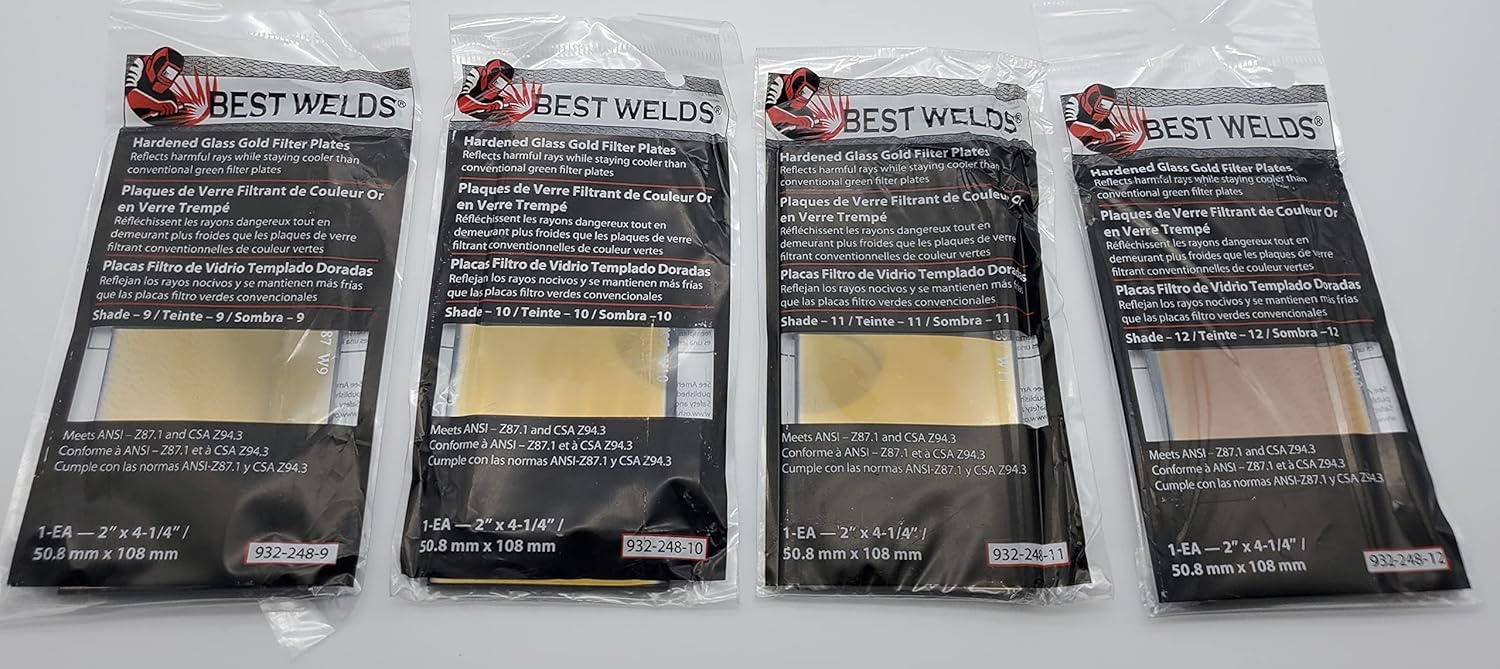 BEST WELDS®
Hardened Glass Gold Filter Plates
Reflects harmful rays while staying cooler than
conventional green filter plates
Plaques de Verre Filtrant de Couleur Or
en Verre Trempé
Réfléchissent les rayons dangereux tout en
demeurant plus froides que les plaques de verre
filtrant conventionnelles de couleur vertes
Placas Filtro de Vidrio Templado Doradas
Reflejan los rayos nocivos y se mantienen más frías
que las placas filtro verdes convencionales
Shade – 9 / Teinte – 9 / Sombra – 9
87 W9
Meets ANSI – Z87.1 and CSA Z94.3
Conforme à ANSI – Z87.1 et à CSA Z94.3
Cumple con las normas ANSI-Z87.1 y CSA Z94.3
1-EA — 2” x 4-1/4” /
50.8 mm x 108 mm
932-248-9
BEST WELDS®
Hardened Glass Gold Filter Plates
Reflects harmful rays while staying cooler than
conventional green filter plates
Plaques de Verre Filtrant de Couleur Or
en Verre Trempé
Réfléchissent les rayons dangereux tout en
demeurant plus froides que les plaques de verre
filtrant conventionnelles de couleur vertes
Placas Filtro de Vidrio Templado Doradas
Reflejan los rayos nocivos y se mantienen más frías
que las placas filtro verdes convencionales
Shade – 10 / Teinte – 10 / Sombra –10
See Ame
published
Safety and
www.osh
Meets ANSI – Z87.1 and CSA Z94.3
Conforme à ANSI – Z87.1 et à CSA Z94.3
Cumple con las normas ANSI-Z87.1 y CSA Z94.3
1-EA — 2” x 4-1/4” /
50.8 mm x 108 mm
932-248-10
BEST WELDS®
Hardened Glass Gold Filter Plates
Reflects harmful rays while staying cooler than
conventional green filter plates
Plaques de Verre Filtrant de Couleur Or
en Verre Trempé
Réfléchissent les rayons dangereux tout en
demeurant plus froides que les plaques de verre
filtrant conventionnelles de couleur vertes
Placas Filtro de Vidrio Templado Doradas
Reflejan los rayos nocivos y se mantienen más frías
que las placas filtro verdes convencionales
Shade – 11 / Teinte – 11 / Sombra – 11
See Ame
published
Safety and
www.o
Meets ANSI – Z87.1 and CSA Z94.3
Conforme à ANSI – Z87.1 et à CSA Z94.3
Cumple con las normas ANSI-Z87.1 y CSA Z94.3
1-EA — 2” x 4-1/4” /
50.8 mm x 108 mm
932-248-11
BEST WELDS®
Hardened Glass Gold Filter Plates
Reflects harmful rays while staying cooler than
conventional green filter plates
Plaques de Verre Filtrant de Couleur Or
en Verre Trempé
Réfléchissent les rayons dangereux tout en
demeurant plus froides que les plaques de verre
filtrant conventionnelles de couleur vertes
Placas Filtro de Vidrio Templado Doradas
Reflejan los rayos nocivos y se mantienen más frías
que las placas filtro verdes convencionales
Shade – 12 / Teinte – 12 / Sombra –12
See Ame
published
Safety and
Meets ANSI – Z87.1 and CSA Z94.3
Conforme à ANSI – Z87.1 et à CSA Z94.3
Cumple con las normas ANSI-Z87.1 y CSA Z94.3
1-EA — 2” x 4-1/4” /
50.8 mm x 108 mm
932-248-12